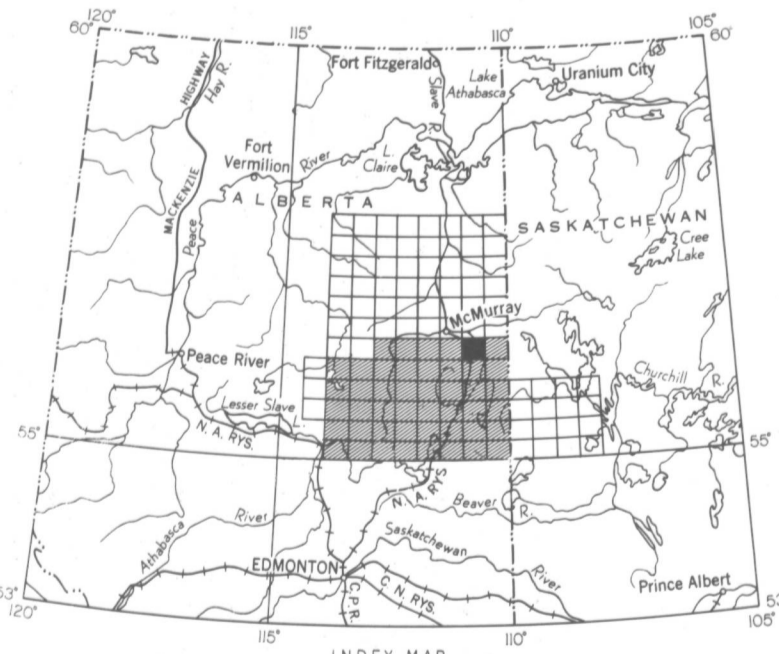 120°
115°
110°
105°
60°
60°
HIGHWAY
Hay R.
Fort Fitzgerald
Slave R.
Lake
Athabasca
Uranium City
Fort
Vermilion
River
L.
Claire
MACKENZIE
Peace
ALBERTA
SASKATCHEWAN
Cree
Lake
McMurray
Peace River
Churchill
R.
Lesser Slave
L.
N. A. RYS.
55°
55°
N. A. RYS
Beaver
R.
River
Athabasca
Saskatchewan
River
EDMONTON
C. N. RYS.
C. P. R.
Prince Albert
53°
120°
115°
110°
53
105°
INDEX MAP